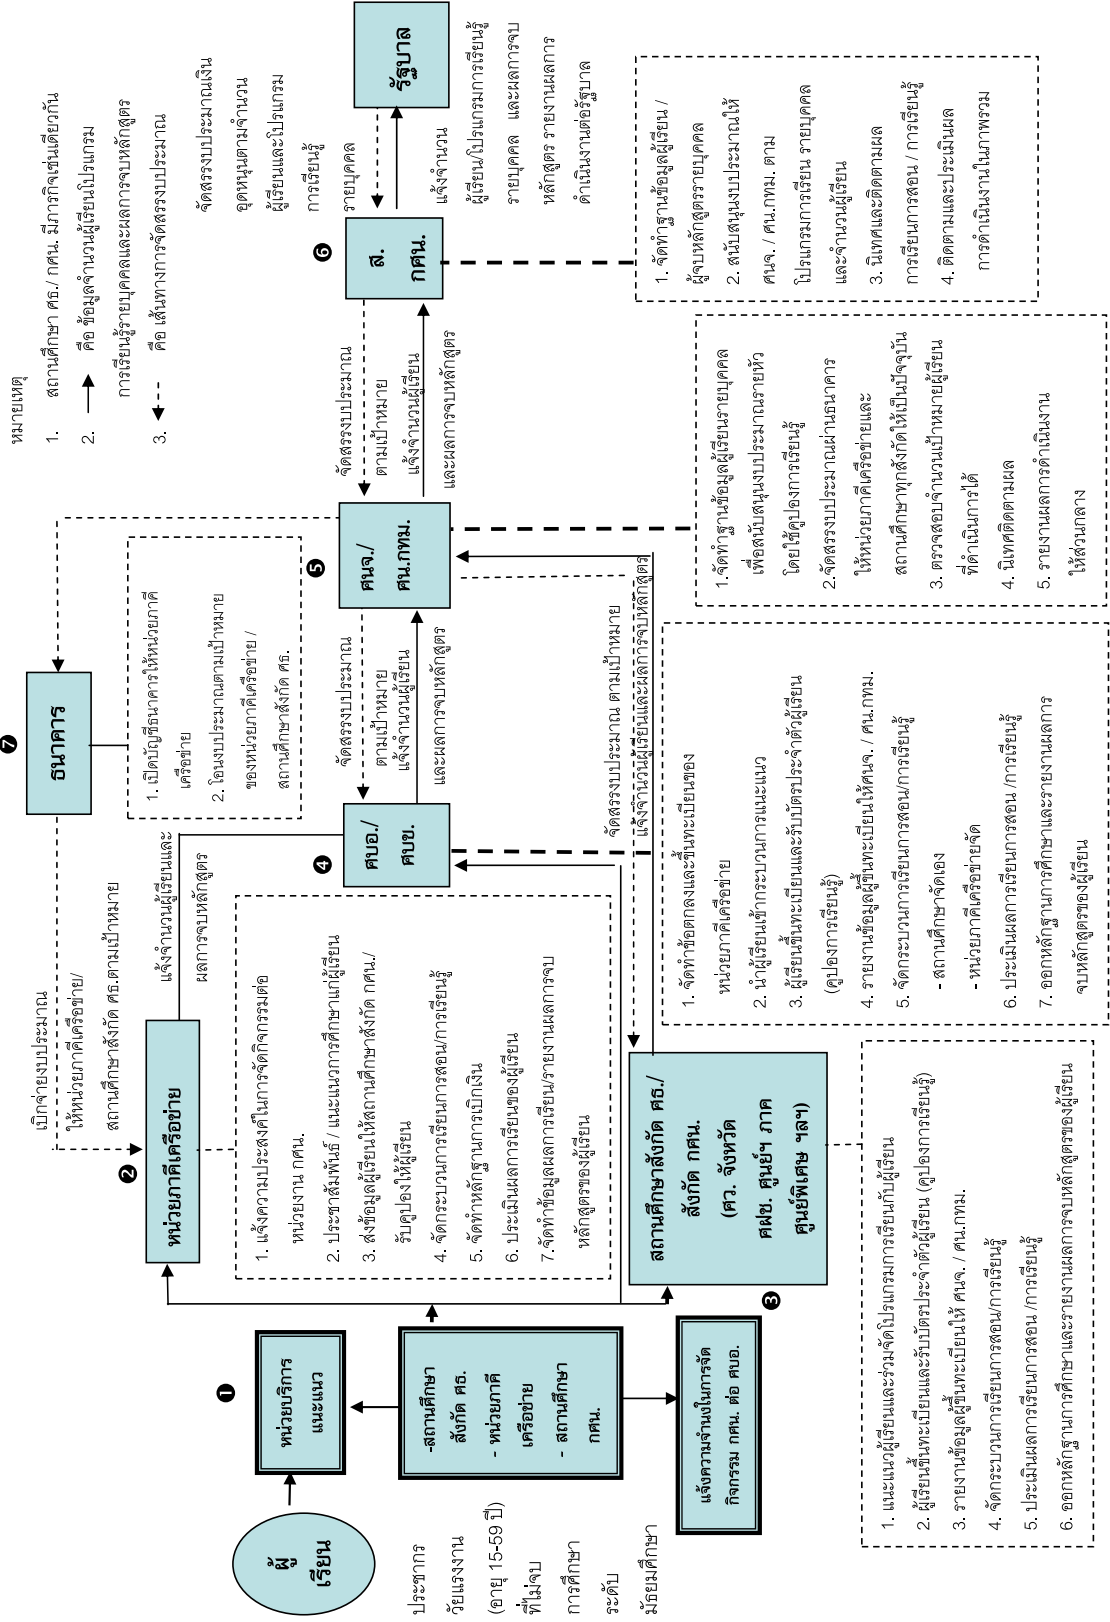 หมายเหตุ
1. สถานศึกษา ศธ./ กศน. มีภารกิจเช่นเดียวกัน
2. คือ ข้อมูลจำนวนผู้เรียนโปรแกรม
การเรียนรู้รายบุคคลและผลการจบหลักสูตร
3. คือ เส้นทางการจัดสรรงบประมาณ
❼
ธนาคาร
1. เปิดบัญชีธนาคารให้หน่วยภาคี
เครือข่าย
2. โอนงบประมาณตามเป้าหมาย
ของหน่วยภาคีเครือข่าย /
สถานศึกษาสังกัด ศธ.
เบิกจ่ายงบประมาณ
ให้หน่วยภาคีเครือข่าย/
สถานศึกษาสังกัด ศธ.ตามเป้าหมาย
แจ้งจำนวนผู้เรียนและ
ผลการจบหลักสูตร
ผู้
เรียน
ประชากร
วัยแรงงาน
(อายุ 15-59 ปี)
ที่ไม่จบ
การศึกษา
ระดับ
มัธยมศึกษา
❶
หน่วยบริการ
แนะแนว
-สถานศึกษา
สังกัด ศธ.
- หน่วยภาคี
เครือข่าย
- สถานศึกษา
กศน.
แจ้งความจำนงในการจัด
กิจกรรม กศน. ต่อ ศบอ.
❷
หน่วยภาคีเครือข่าย
1. แจ้งความประสงค์ในการจัดกิจกรรมต่อ
หน่วยงาน กศน.
2. ประชาสัมพันธ์ / แนะแนวการศึกษาแก่ผู้เรียน
3. ส่งข้อมูลผู้เรียนให้สถานศึกษาสังกัด กศน./
รับคูปองให้ผู้เรียน
4. จัดกระบวนการเรียนการสอน/การเรียนรู้
5. จัดทำหลักฐานการเบิกเงิน
6. ประเมินผลการเรียนของผู้เรียน
7.จัดทำข้อมูลผลการเรียน/รายงานผลการจบ
หลักสูตรของผู้เรียน
❸
สถานศึกษาสังกัด ศธ./
สังกัด กศน.
(ศว. จังหวัด
ศฝช. ศูนย์ฯ ภาค
ศูนย์พิเศษ ฯลฯ)
1. แนะแนวผู้เรียนและร่วมจัดโปรแกรมการเรียนกับผู้เรียน
2. ผู้เรียนขึ้นทะเบียนและรับบัตรประจำตัวผู้เรียน (คูปองการเรียนรู้)
3. รายงานข้อมูลผู้ขึ้นทะเบียนให้ ศนจ. / ศน.กทม.
4. จัดกระบวนการเรียนการสอน/การเรียนรู้
5. ประเมินผลการเรียนการสอน /การเรียนรู้
6. ออกหลักฐานการศึกษาและรายงานผลการจบหลักสูตรของผู้เรียน
❹
ศบอ./
ศบข.
1. จัดทำข้อตกลงและขึ้นทะเบียนของ
หน่วยภาคีเครือข่าย
2. นำผู้เรียนเข้ากระบวนการแนะแนว
3. ผู้เรียนขึ้นทะเบียนและรับบัตรประจำตัวผู้เรียน
(คูปองการเรียนรู้)
4. รายงานข้อมูลผู้ขึ้นทะเบียนให้ศนจ. / ศน.กทม.
5. จัดกระบวนการเรียนการสอน/การเรียนรู้
- สถานศึกษาจัดเอง
- หน่วยภาคีเครือข่ายจัด
6. ประเมินผลการเรียนการสอน /การเรียนรู้
7. ออกหลักฐานการศึกษาและรายงานผลการ
จบหลักสูตรของผู้เรียน
จัดสรรงบประมาณ
ตามเป้าหมาย
แจ้งจำนวนผู้เรียน
และผลการจบหลักสูตร
จัดสรรงบประมาณ ตามเป้าหมาย
แจ้งจำนวนผู้เรียนและผลการจบหลักสูตร
❺
ศนจ./
ศน.กทม.
1.จัดทำฐานข้อมูลผู้เรียนรายบุคคล
เพื่อสนับสนุนงบประมาณรายหัว
โดยใช้คูปองการเรียนรู้
2.จัดสรรงบประมาณผ่านธนาคาร
ให้หน่วยภาคีเครือข่ายและ
สถานศึกษาทุกสังกัดให้เป็นปัจจุบัน
3. ตรวจสอบจำนวนเป้าหมายผู้เรียน
ที่ดำเนินการได้
4. นิเทศติดตามผล
5. รายงานผลการดำเนินงาน
ให้ส่วนกลาง
จัดสรรงบประมาณ
ตามเป้าหมาย
แจ้งจำนวนผู้เรียน
และผลการจบหลักสูตร
❻
ส.
กศน.
1. จัดทำฐานข้อมูลผู้เรียน /
ผู้จบหลักสูตรรายบุคคล
2. สนับสนุนงบประมาณให้
ศนจ. / ศน.กทม. ตาม
โปรแกรมการเรียน รายบุคคล
และจำนวนผู้เรียน
3. นิเทศและติดตามผล
การเรียนการสอน / การเรียนรู้
4. ติดตามและประเมินผล
การดำเนินงานในภาพรวม
จัดสรรงบประมาณเงิน
อุดหนุนตามจำนวน
ผู้เรียนและโปรแกรม
การเรียนรู้
รายบุคคล
รัฐบาล
แจ้งจำนวน
ผู้เรียน/โปรแกรมการเรียนรู้
รายบุคคล และผลการจบ
หลักสูตร รายงานผลการ
ดำเนินงานต่อรัฐบาล